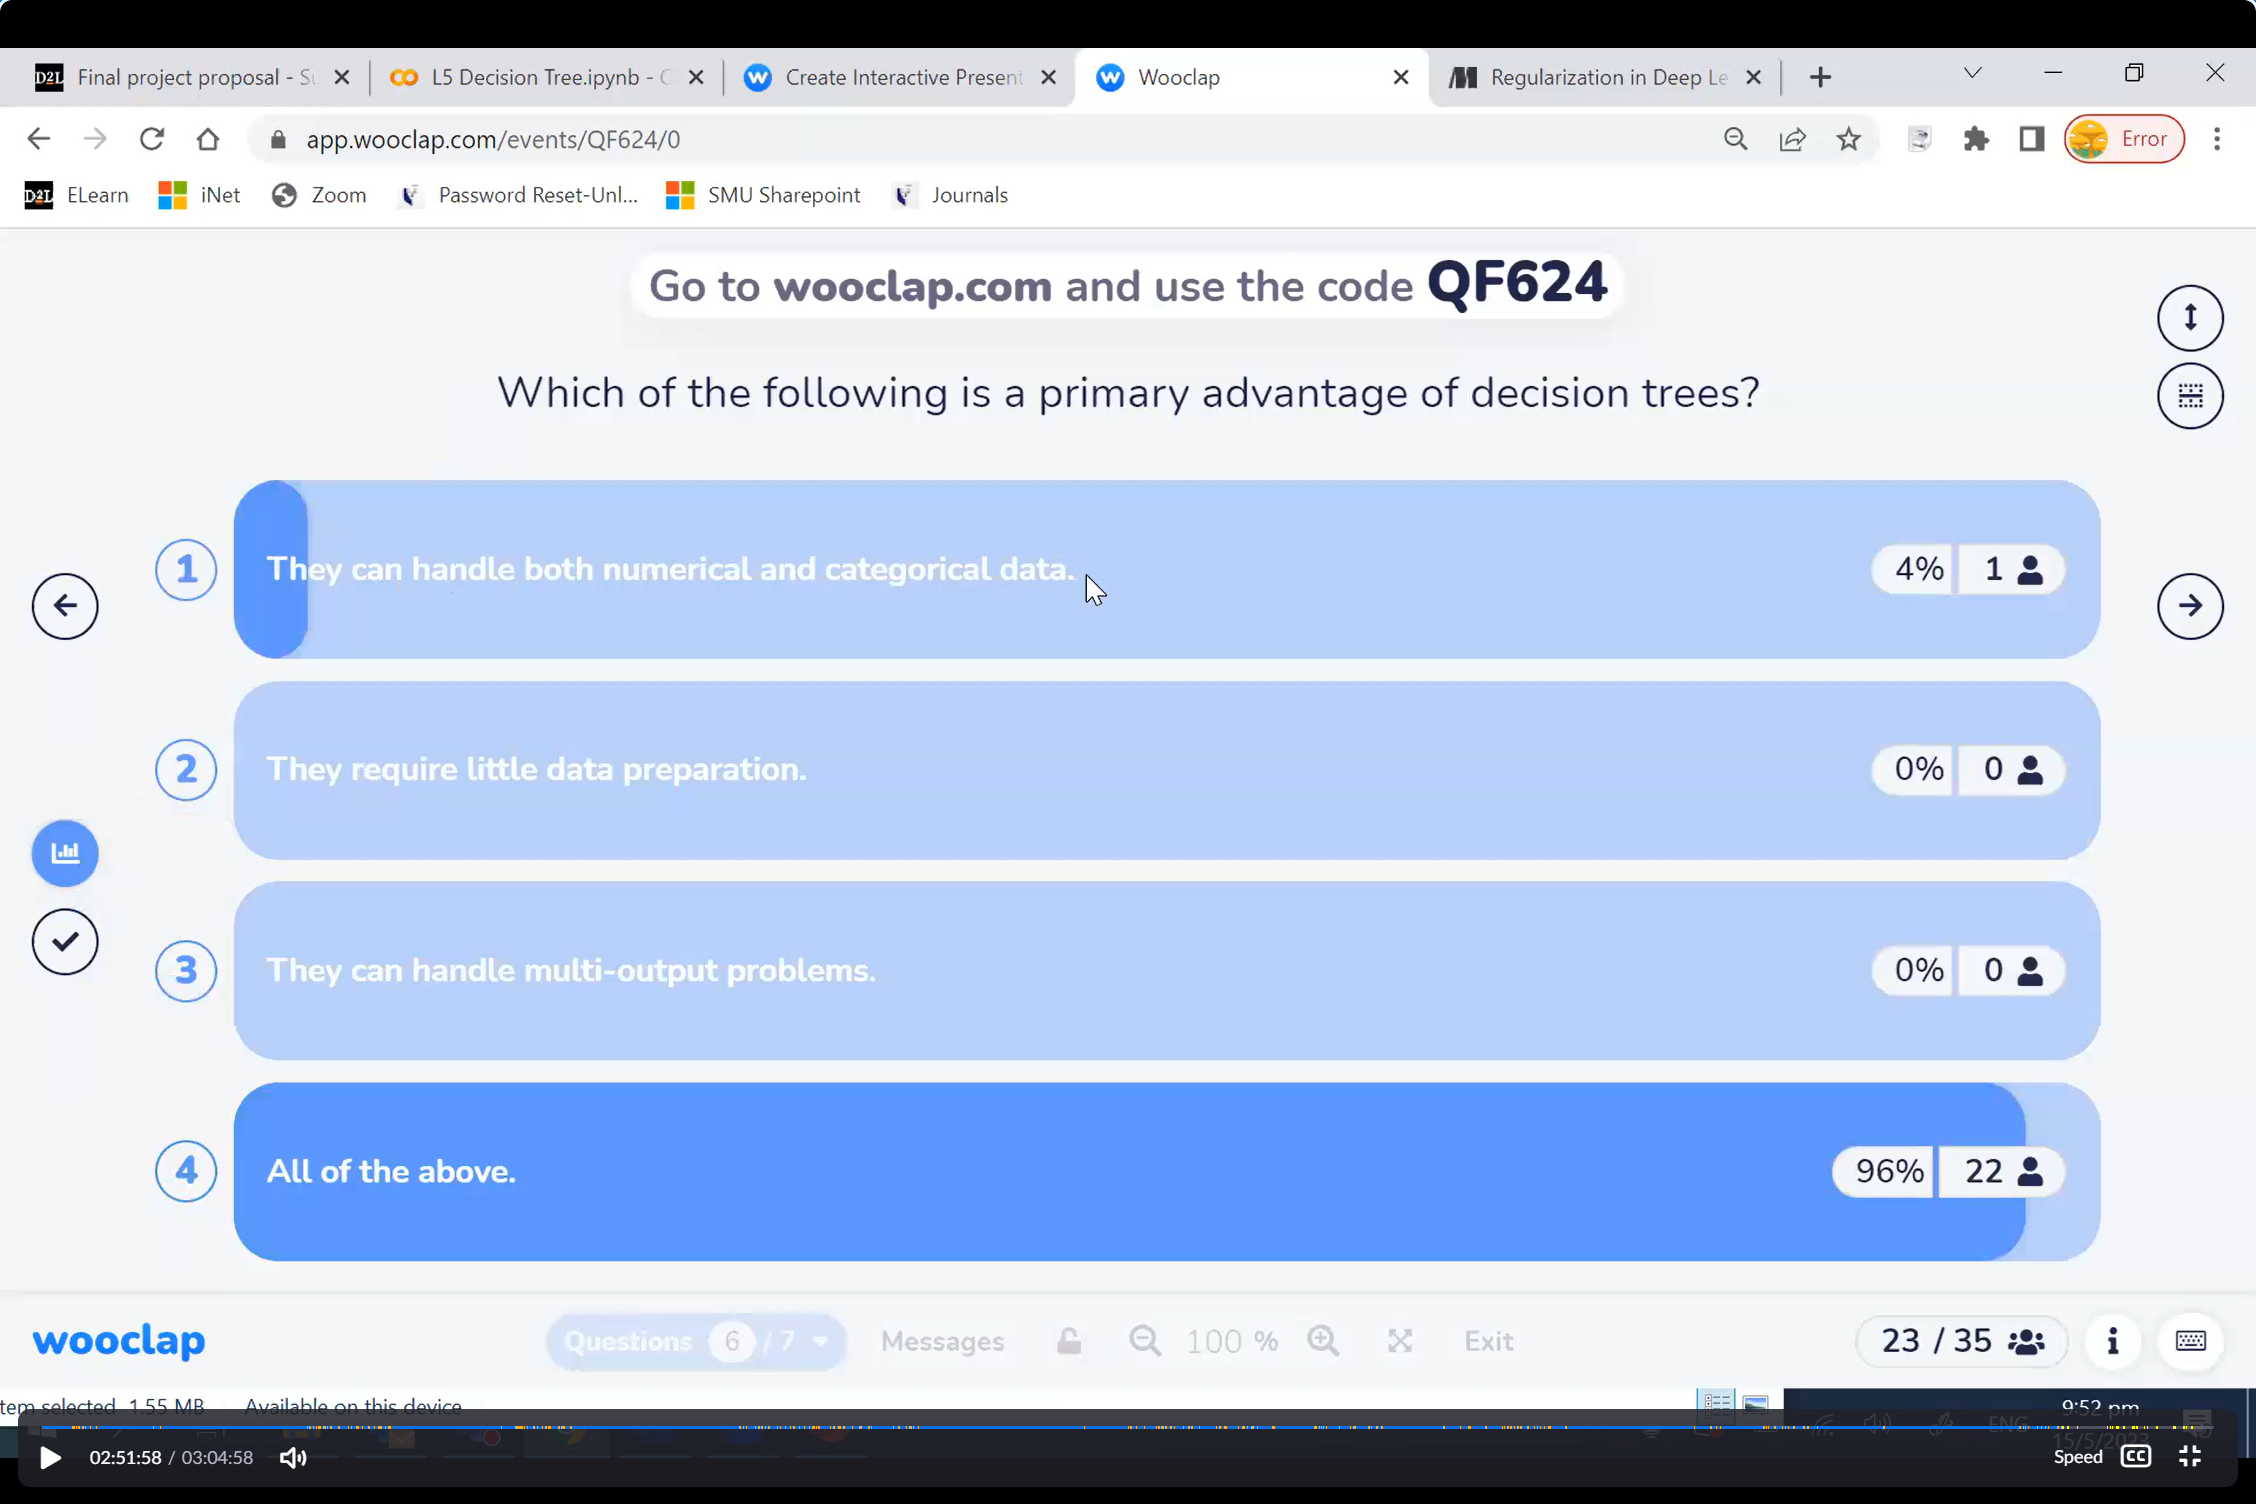 D2L Final project proposal - Su
L5 Decision Tree.ipynb - C
Create Interactive Present
Wooclap
Regularization in Deep Le
app.wooclap.com/events/QF624/0
Error
D2L ELearn
iNet
Zoom
Password Reset-Unl...
SMU Sharepoint
Journals
Go to wooclap.com and use the code QF624
Which of the following is a primary advantage of decision trees?
1 They can handle both numerical and categorical data. 4% 1
2 They require little data preparation. 0% 0
3 They can handle multi-output problems. 0% 0
4 All of the above. 96% 22
wooclap
Questions 6 / 7
Messages
100 %
Exit
23 / 35
tem selected 1.55 MB
Available on this device
9:52 pm
ENG
15/5/2023
02:51:58 / 03:04:58
Speed
CC